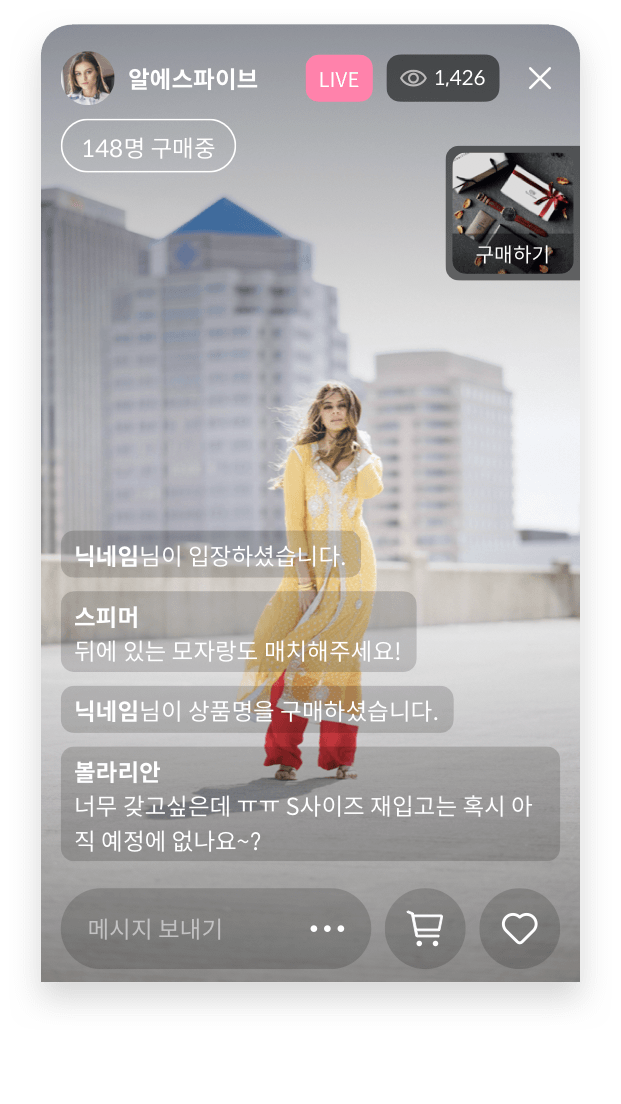 알에스파이브
LIVE
1,426
148명 구매중
구매하기
닉네임님이 입장하셨습니다.
스피머
뒤에 있는 모자랑도 매치해주세요!
닉네임님이 상품명을 구매하셨습니다.
볼라리안
너무 갖고싶은데 ㅠㅠ S사이즈 재입고는 혹시 아
직 예정에 없나요~?
메시지 보내기